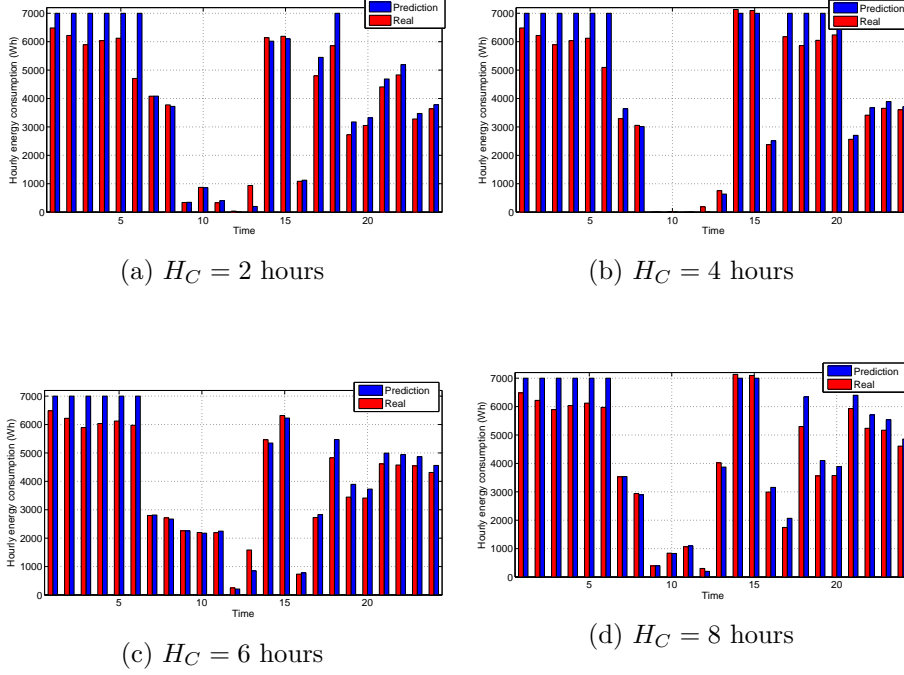 Prediction
Real
Hourly energy consumption (Wh)
7000
6000
5000
4000
3000
2000
1000
0
5 10 15 20
Time
(a) H_C = 2 hours
Prediction
Real
Hourly energy consumption (Wh)
7000
6000
5000
4000
3000
2000
1000
0
5 10 15 20
Time
(b) H_C = 4 hours
Prediction
Real
Hourly energy consumption (Wh)
7000
6000
5000
4000
3000
2000
1000
0
5 10 15 20
Time
(c) H_C = 6 hours
Prediction
Real
Hourly energy consumption (Wh)
7000
6000
5000
4000
3000
2000
1000
0
5 10 15 20
Time
(d) H_C = 8 hours